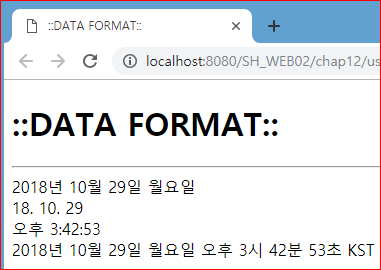 ::DATA FORMAT::
localhost:8080/SH_WEB02/chap12/us
::DATA FORMAT::
2018년 10월 29일 월요일
18. 10. 29
오후 3:42:53
2018년 10월 29일 월요일 오후 3시 42분 53초 KST